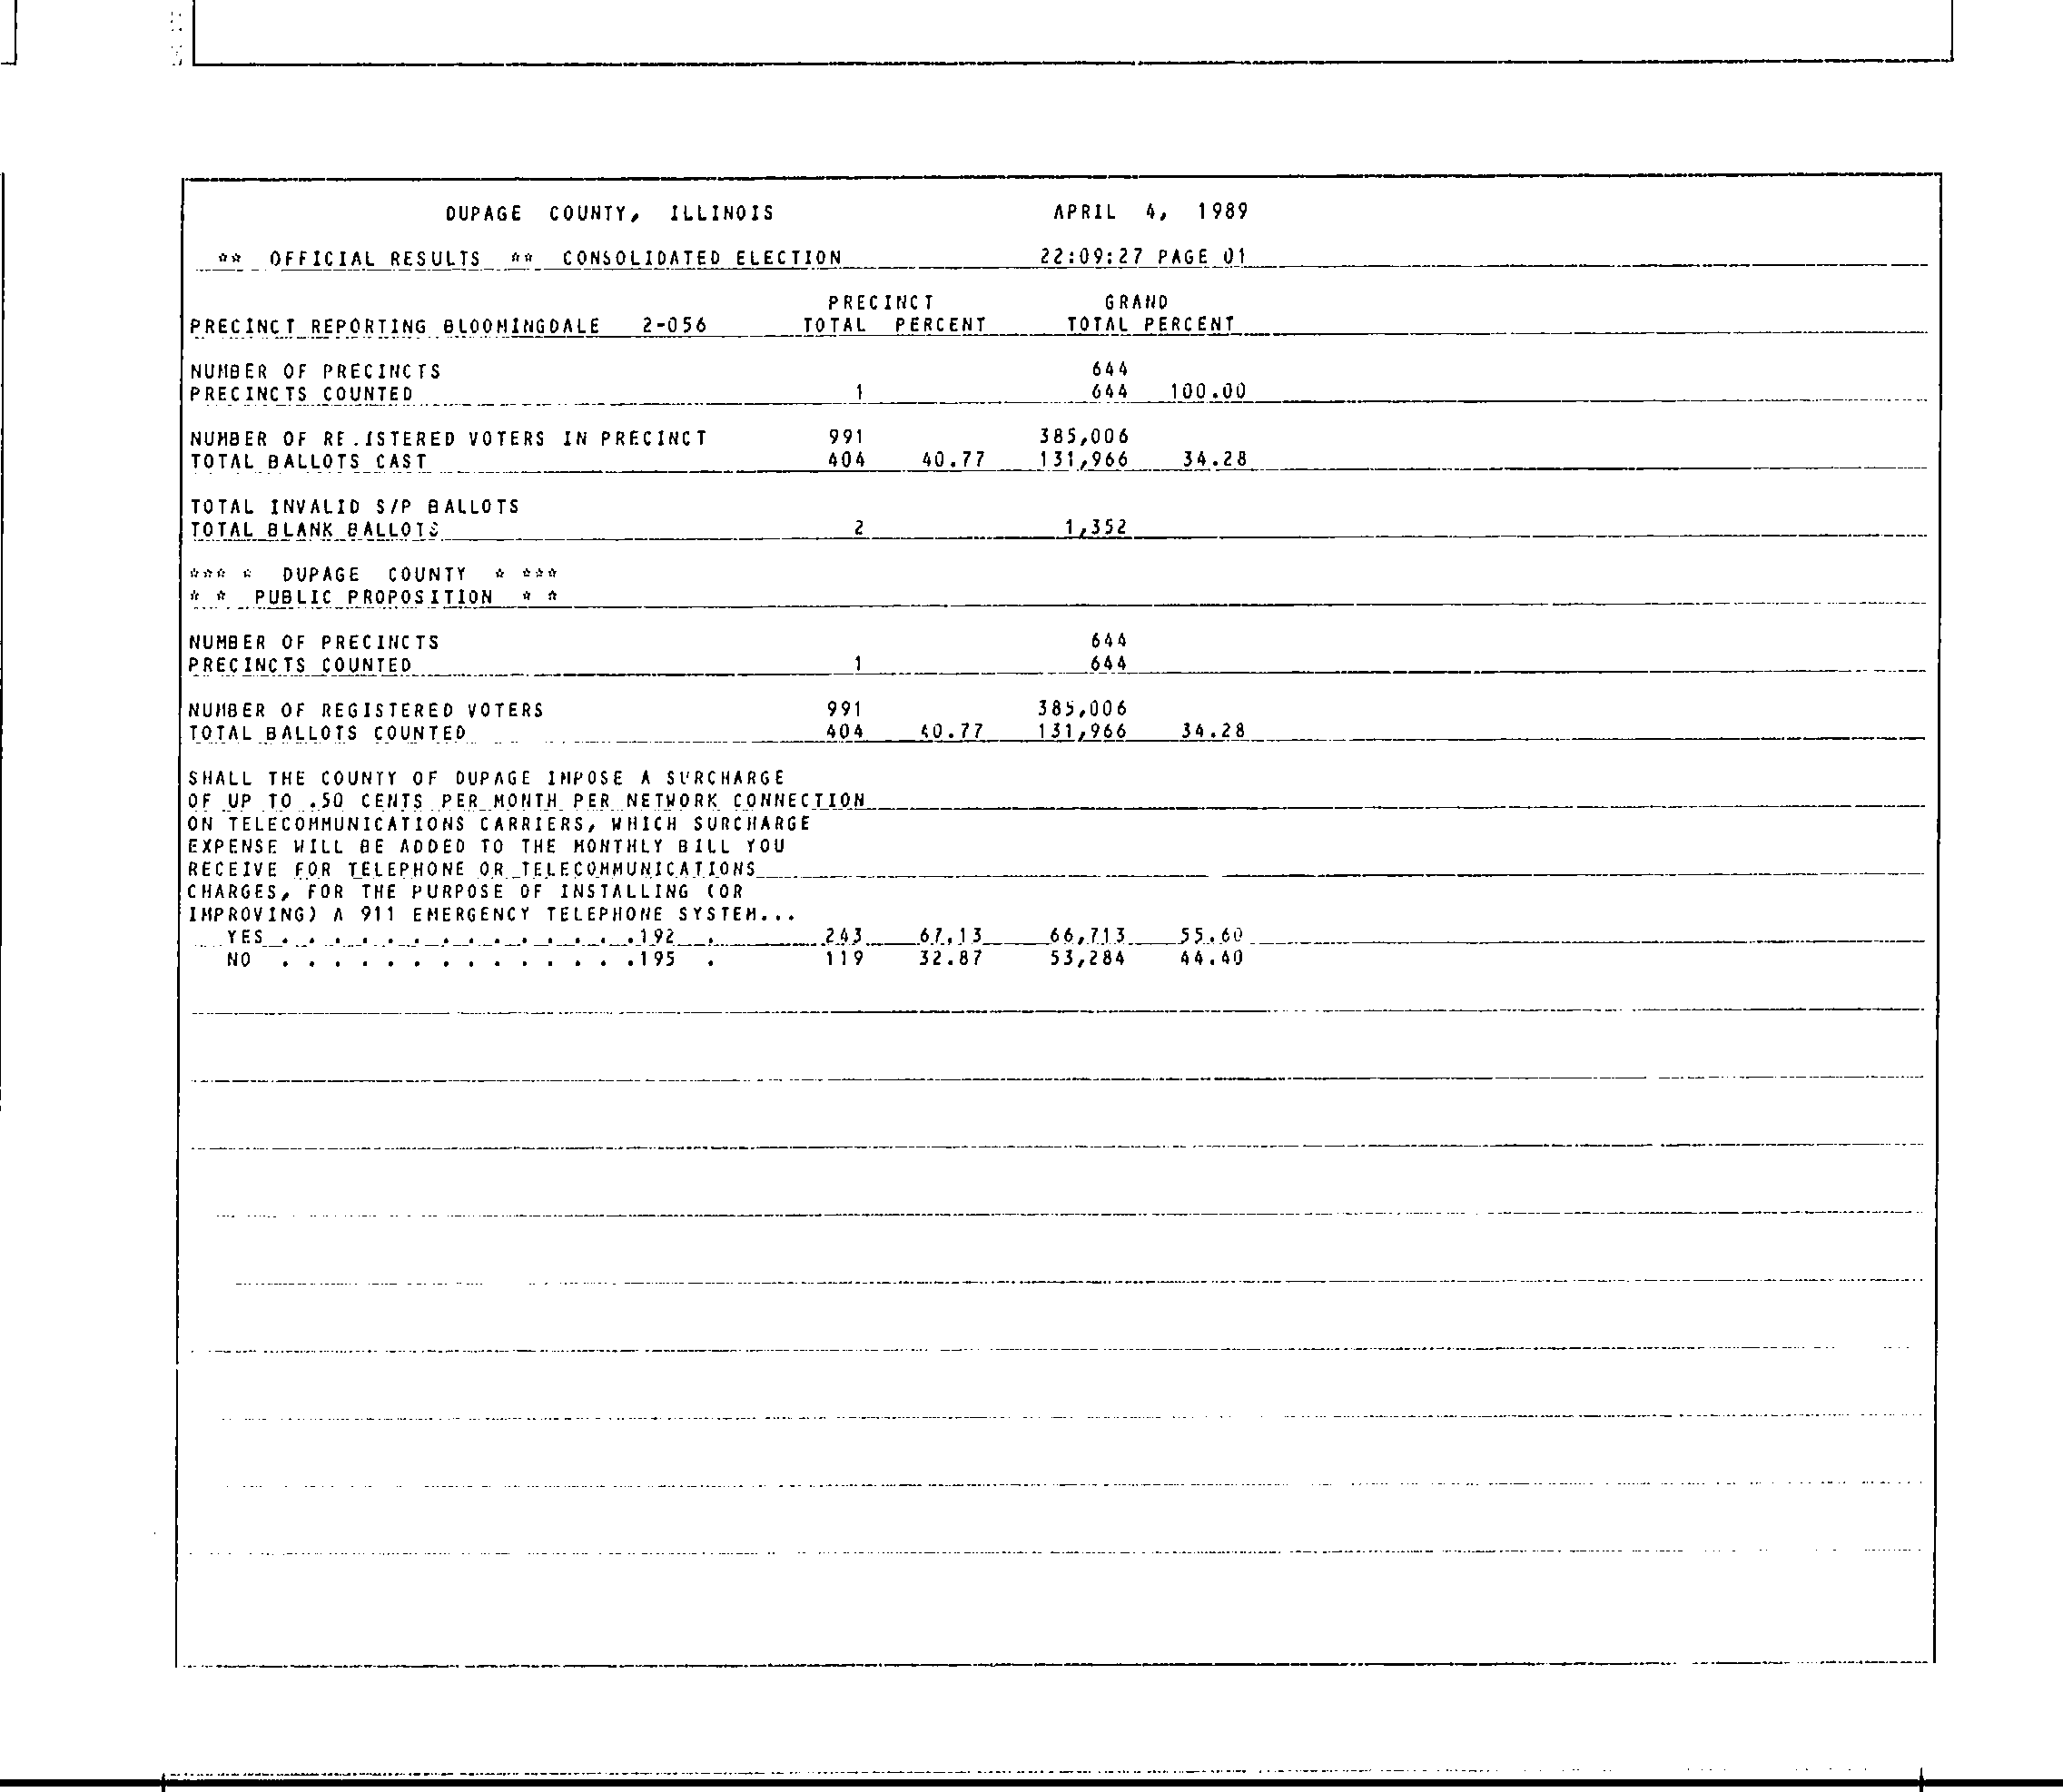 DUPAGE COUNTY, ILLINOIS APRIL 4, 1989
** OFFICIAL RESULTS ** CONSOLIDATED ELECTION 22:09:27 PAGE 01
PRECINCT GRAND
PRECINCT REPORTING BLOOMINGDALE 2-056 TOTAL PERCENT TOTAL PERCENT
NUMBER OF PRECINCTS 644
PRECINCTS COUNTED 1 644 100.00
NUMBER OF RE.ISTERED VOTERS IN PRECINCT 991 385,006
TOTAL BALLOTS CAST 404 40.77 131,966 34.28
TOTAL INVALID S/P BALLOTS
TOTAL BLANK BALLOTS 2 1,352
*** * DUPAGE COUNTY * ***
* * PUBLIC PROPOSITION * *
NUMBER OF PRECINCTS 644
PRECINCTS COUNTED 1 644
NUMBER OF REGISTERED VOTERS 991 385,006
TOTAL BALLOTS COUNTED 404 40.77 131,966 34.28
SHALL THE COUNTY OF DUPAGE IMPOSE A SURCHARGE
OF UP TO .50 CENTS PER MONTH PER NETWORK CONNECTION
ON TELECOMMUNICATIONS CARRIERS, WHICH SURCHARGE
EXPENSE WILL BE ADDED TO THE MONTHLY BILL YOU
RECEIVE FOR TELEPHONE OR TELECOMMUNICATIONS
CHARGES, FOR THE PURPOSE OF INSTALLING (OR
IMPROVING) A 911 EMERGENCY TELEPHONE SYSTEM...
YES . . . . . . . . . . . . . .192 . 243 67.13 66,713 55.60
NO . . . . . . . . . . . . . .195 . 119 32.87 53,284 44.40